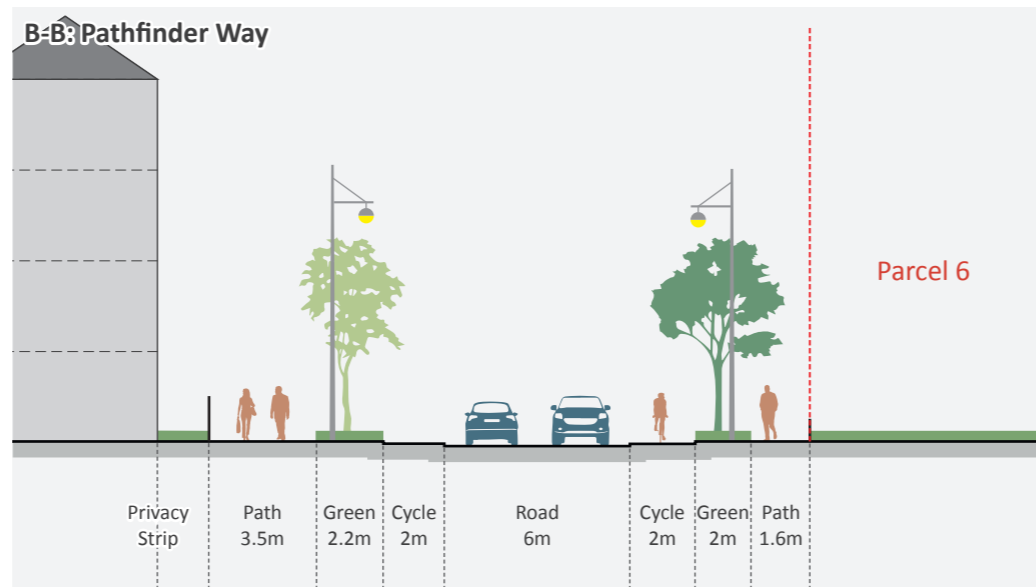 B-B: Pathfinder Way
Parcel 6
Privacy Strip
Path 3.5m
Green 2.2m
Cycle 2m
Road 6m
Cycle 2m
Green 2m
Path 1.6m